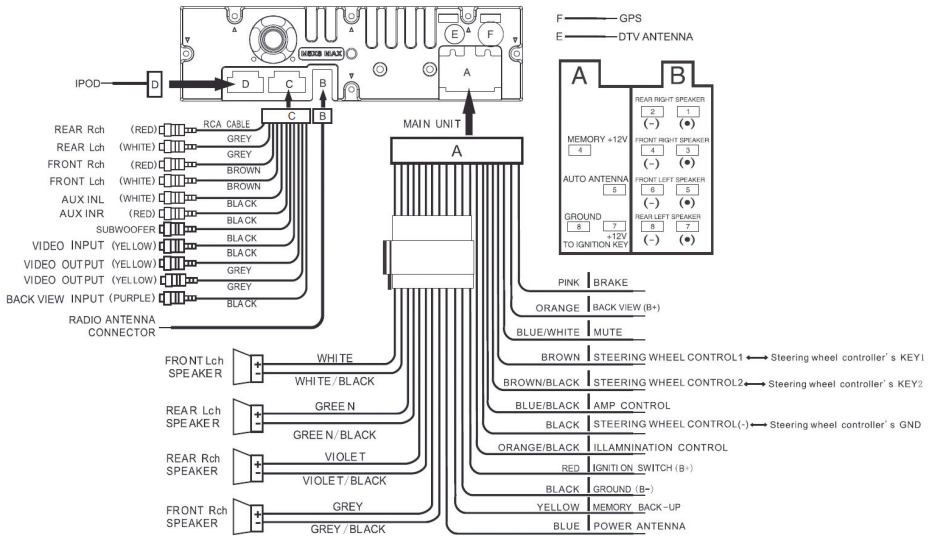 F GPS
E DTV ANTENNA
E F
M5X8 MAX
IPOD D
D C B A
C B
MAIN UNIT
A
RCA CABLE
REAR Rch (RED)
GREY
REAR Lch (WHITE)
GREY
FRONT Rch (RED)
BROWN
FRONT Lch (WHITE)
BROWN
AUX INL (WHITE)
BLACK
AUX INR (RED)
BLACK
SUBWOOFER
BLACK
VIDEO INPUT (YELLOW)
BLACK
VIDEO OUTPUT (YELLOW)
GREY
VIDEO OUTPUT (YELLOW)
GREY
BACK VIEW INPUT (PURPLE)
BLACK
RADIO ANTENNA
CONNECTOR
FRONT Lch
SPEAKER
+
-
WHITE
WHITE/BLACK
REAR Lch
SPEAKER
+
-
GREEN
GREEN/BLACK
REAR Rch
SPEAKER
+
-
VIOLET
VIOLET/BLACK
FRONT Rch
SPEAKER
+
-
GREY
GREY/BLACK
A
MEMORY +12V
4
AUTO ANTENNA
5
GROUND
8 7
+12V
TO IGNITION KEY
B
REAR RIGHT SPEAKER
2 1
(-) (•)
FRONT RIGHT SPEAKER
4 3
(-) (•)
FRONT LEFT SPEAKER
6 5
(-) (•)
REAR LEFT SPEAKER
8 7
(-) (•)
PINK BRAKE
ORANGE BACK VIEW (B+)
BLUE/WHITE MUTE
BROWN STEERING WHEEL CONTROL1 Steering wheel controller's KEY1
BROWN/BLACK STEERING WHEEL CONTROL2 Steering wheel controller's KEY2
BLUE/BLACK AMP CONTROL
BLACK STEERING WHEEL CONTROL(-) Steering wheel controller's GND
ORANGE/BLACK ILLAMNINATION CONTROL
RED IGNITION SWITCH (B+)
BLACK GROUND (B-)
YELLOW MEMORY BACK-UP
BLUE POWER ANTENNA